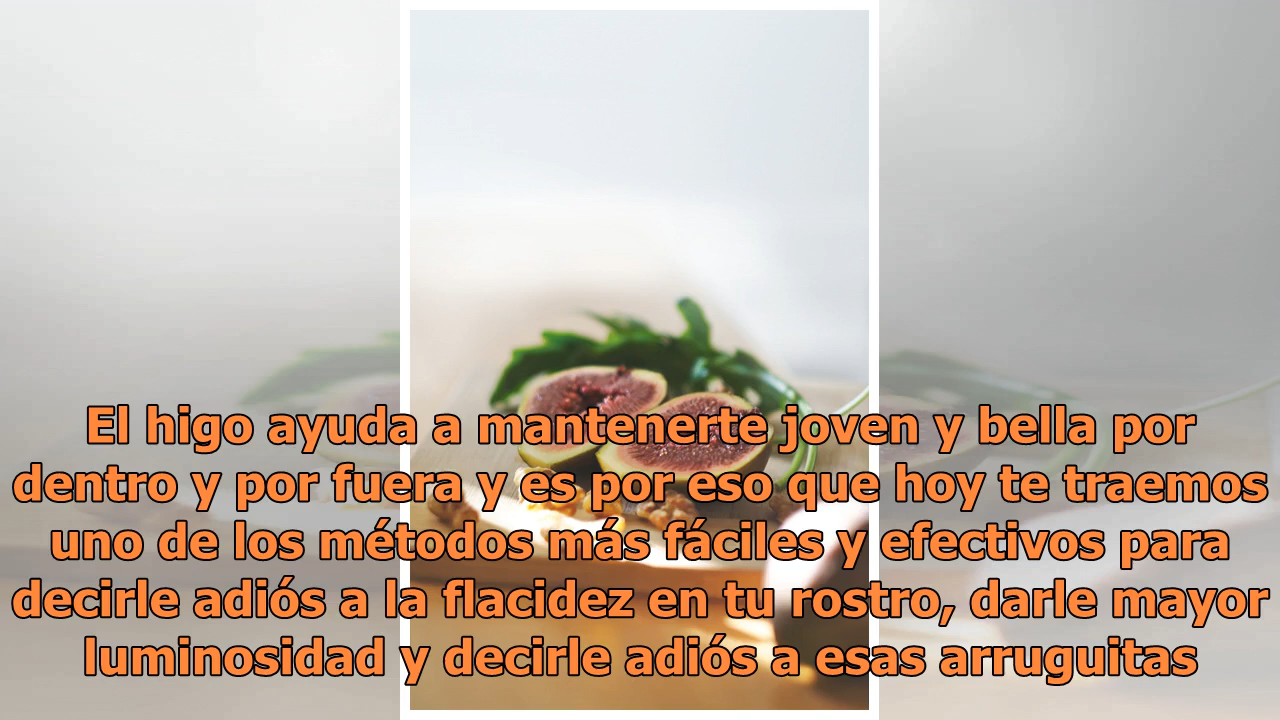 El higo ayuda a mantenerte joven y bella por
dentro y por fuera y es por eso que hoy te traemos
uno de los métodos más fáciles y efectivos para
decirle adiós a la flacidez en tu rostro, darle mayor
luminosidad y decirle adiós a esas arruguitas